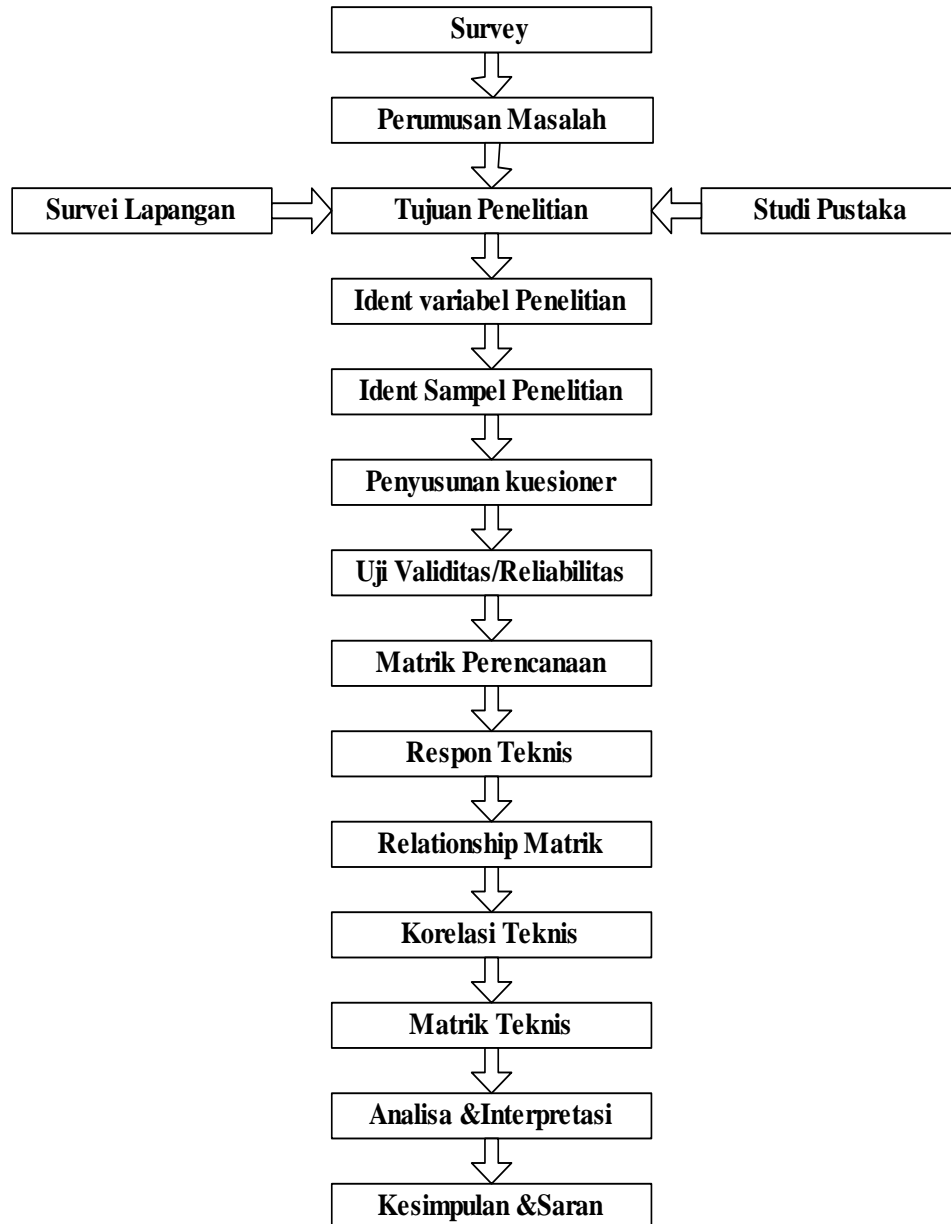 Survey
Perumusan Masalah
Survei Lapangan
Tujuan Penelitian
Studi Pustaka
Ident variabel Penelitian
Ident Sampel Penelitian
Penyusunan kuesioner
Uji Validitas/Reliabilitas
Matrik Perencanaan
Respon Teknis
Relationship Matrik
Korelasi Teknis
Matrik Teknis
Analisa &Interpretasi
Kesimpulan &Saran